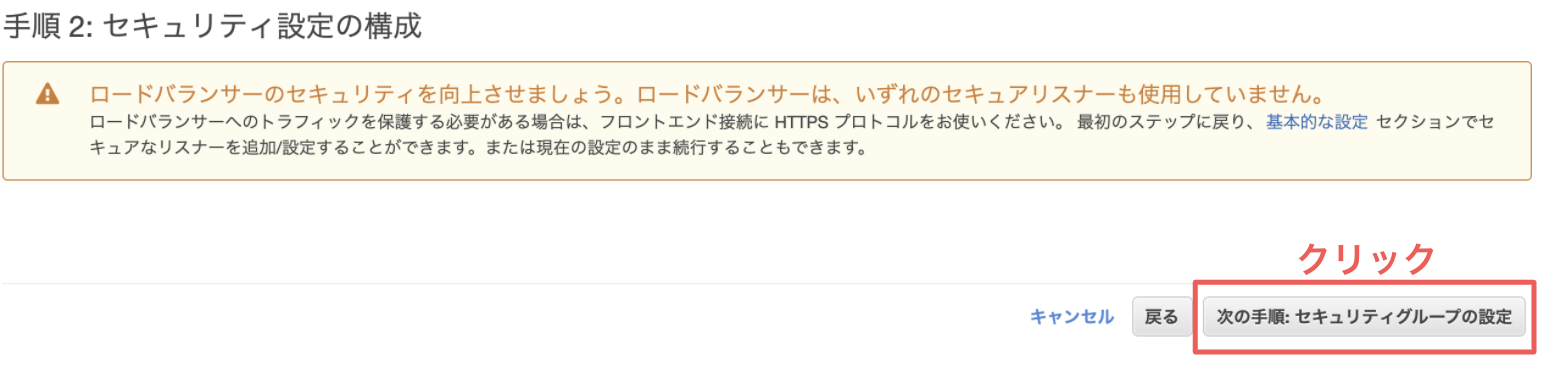 手順 2: セキュリティ設定の構成
ロードバランサーのセキュリティを向上させましょう。ロードバランサーは、いずれのセキュアリスナーも使用していません。
ロードバランサーへのトラフィックを保護する必要がある場合は、フロントエンド接続に HTTPS プロトコルをお使いください。 最初のステップに戻り、 基本的な設定 セクションでセ
キュアなリスナーを追加/設定することができます。または現在の設定のまま続行することもできます。
クリック
キャンセル 戻る 次の手順: セキュリティグループの設定